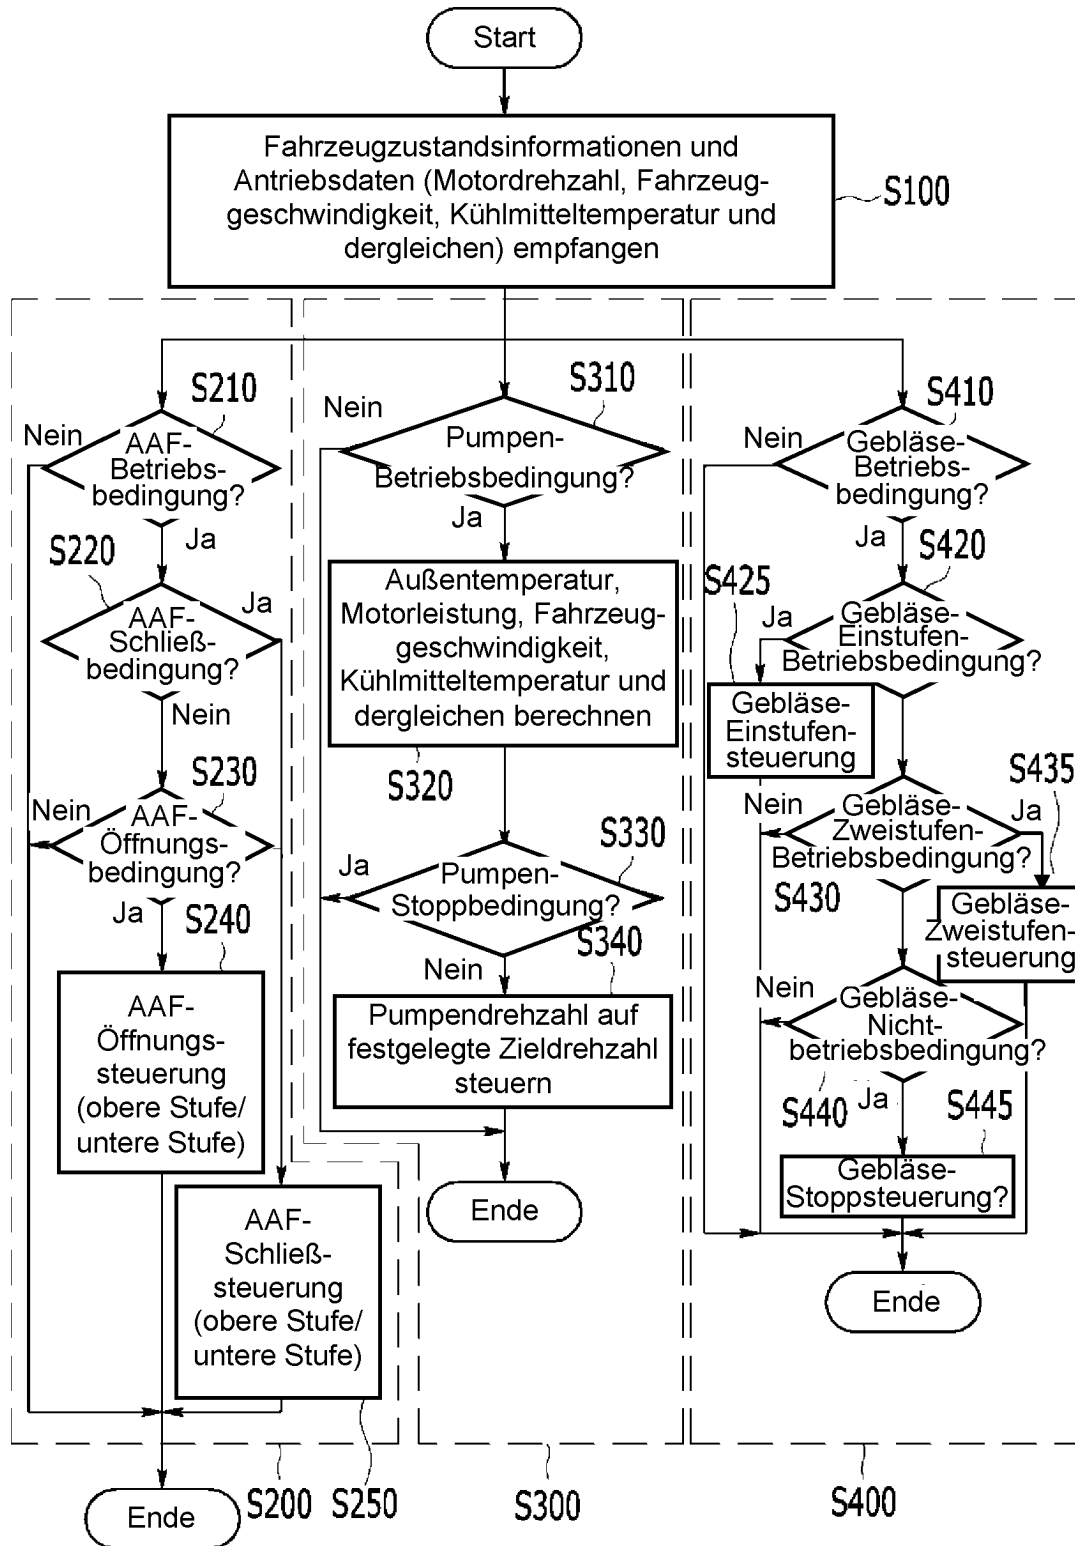 Start
Fahrzeugzustandsinformationen und
Antriebsdaten (Motordrehzahl, Fahrzeug-
geschwindigkeit, Kühlmitteltemperatur und
dergleichen) empfangen
S100
S210
Nein
AAF-
Betriebs-
bedingung?
Ja
S220
AAF-
Schließ-
bedingung?
Ja
Nein
S230
Nein
AAF-
Öffnungs-
bedingung?
Ja
S240
AAF-
Öffnungs-
steuerung
(obere Stufe/
untere Stufe)
AAF-
Schließ-
steuerung
(obere Stufe/
untere Stufe)
S200
S250
Ende
S310
Nein
Pumpen-
Betriebsbedingung?
Ja
Außentemperatur,
Motorleistung, Fahrzeug-
geschwindigkeit,
Kühlmitteltemperatur und
dergleichen berechnen
S320
S330
Ja
Pumpen-
Stoppbedingung?
S340
Nein
Pumpendrehzahl auf
festgelegte Zieldrehzahl
steuern
Ende
S300
S410
Nein
Gebläse-
Betriebs-
bedingung?
Ja
S420
S425
Ja
Gebläse-
Einstufen-
Betriebsbedingung?
Gebläse-
Einstufen-
steuerung
S435
Nein
Gebläse-
Zweistufen-
Betriebsbedingung?
Ja
S430
Gebläse-
Zweistufen-
steuerung
Nein
Gebläse-
Nicht-
betriebsbedingung?
S440
Ja
S445
Gebläse-
Stoppsteuerung?
Ende
S400